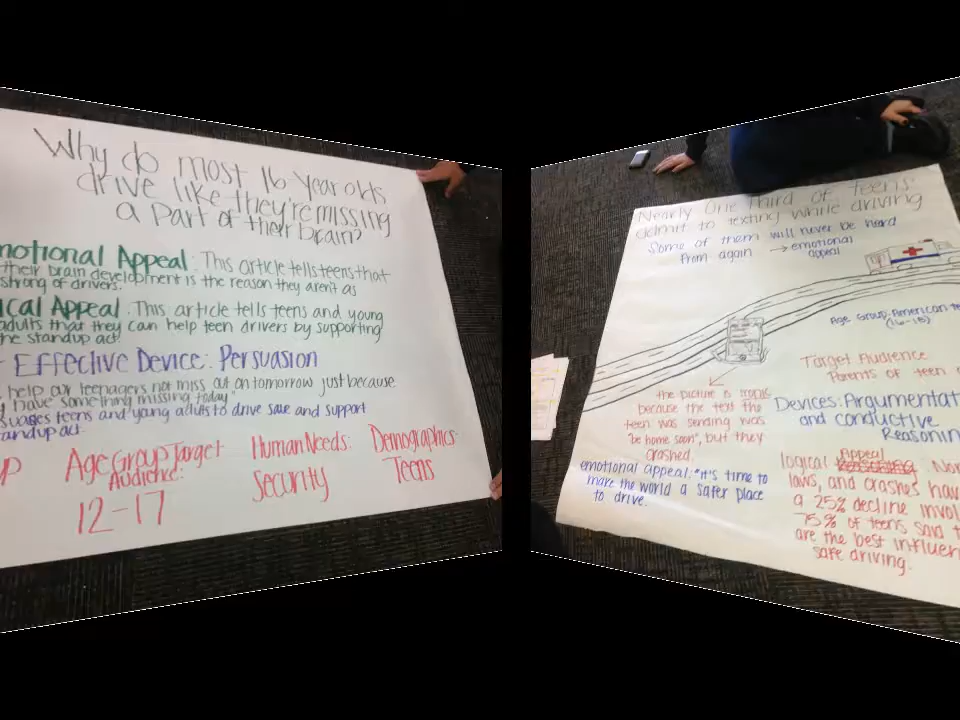 Why do most 16 year olds
drive like they're missing
a part of their brain?
motional Appeal: This article tells teens that
their brain development is the reason they aren't as
strong of drivers.
ical Appeal: This article tells teens and young
adults that they can help teen drivers by supporting
the standup act.
Effective Device: Persuasion
help our teenagers not miss out on tomorrow just because
have something missing today"
suades teens and young adults to drive safe and support
standup act.
Age Group Target
Audience:
12-17
Human Needs:
Security
Demographics:
Teens
Nearly One Third of teens
admit to texting while driving
Some of them will never be heard
from again → emotional
appeal
Age Group: American te
(16-18)
Target Audience
Parents of teen
the picture is ironic
because the text the
teen was sending was
"be home soon", but they
crashed.
Devices: Argumentat
and conductive
Reasonin
emotional appeal: "It's time to
make the world a safer place
to drive.
logical Appeal
laws, and crashes hav
a 25% decline invol
75% of teens said t
are the best influen
safe driving.